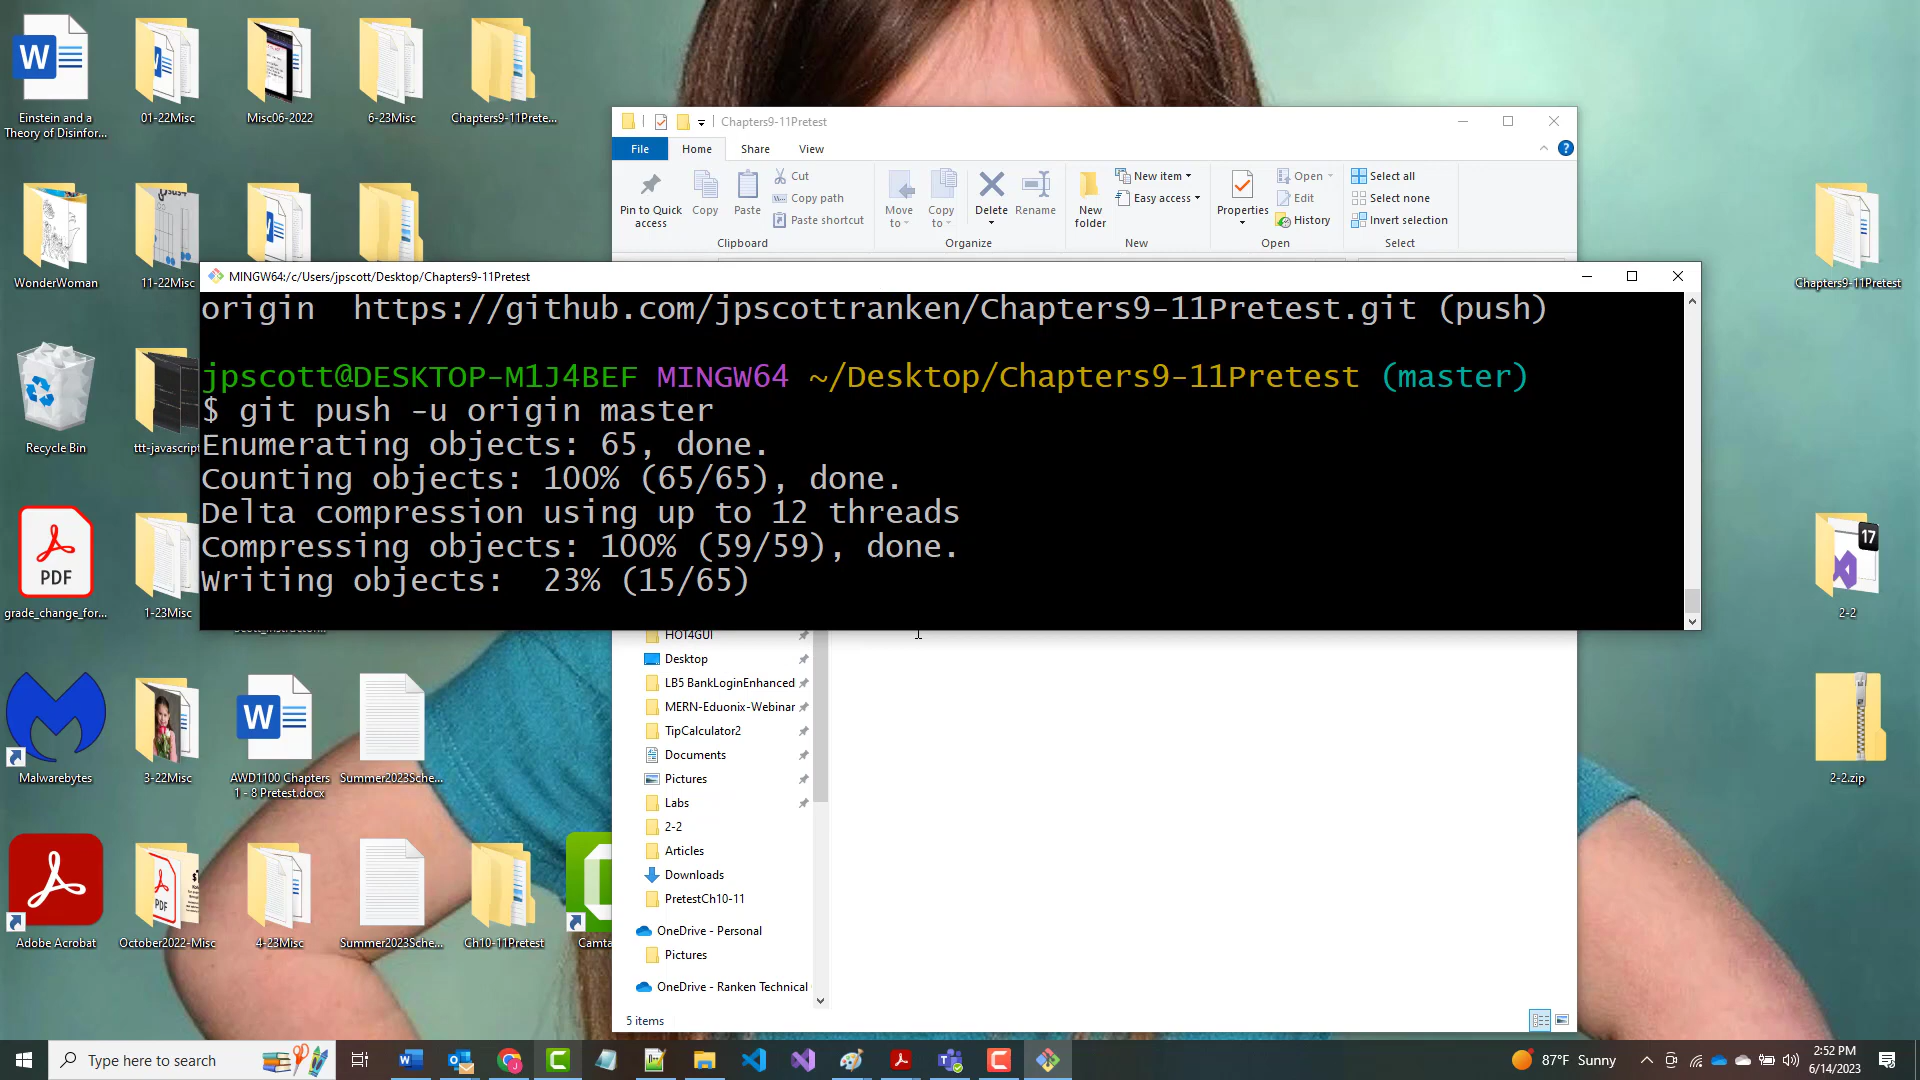 Einstein and a
Theory of Disinfor...
01-22Misc
Misc06-2022
6-23Misc
Chapters9-11Prete...
WonderWoman
11-22Misc
Recycle Bin
ttt-javascript
PDF
grade_change_for...
1-23Misc
Malwarebytes
3-22Misc
AWD1100 Chapters
1 - 8 Pretest.docx
Summer2023Sche...
Adobe Acrobat
October2022-Misc
4-23Misc
Summer2023Sche...
Ch10-11Pretest
Camta
Chapters9-11Pretest
17
2-2
2-2.zip
Chapters9-11Pretest
File
Home
Share
View
Pin to Quick
access
Copy
Paste
Cut
Copy path
Paste shortcut
Clipboard
Move
to
Copy
to
Delete
Rename
Organize
New
folder
New item
Easy access
New
Properties
Open
Edit
History
Open
Select all
Select none
Invert selection
Select
MINGW64:/c/Users/jpscott/Desktop/Chapters9-11Pretest
origin  https://github.com/jpscottranken/Chapters9-11Pretest.git (push)
jpscott@DESKTOP-M1J4BEF MINGW64 ~/Desktop/Chapters9-11Pretest (master)
$ git push -u origin master
Enumerating objects: 65, done.
Counting objects: 100% (65/65), done.
Delta compression using up to 12 threads
Compressing objects: 100% (59/59), done.
Writing objects:  23% (15/65)
HO14GUI
Desktop
LB5 BankLoginEnhanced
MERN-Eduonix-Webinar
TipCalculator2
Documents
Pictures
Labs
2-2
Articles
Downloads
PretestCh10-11
OneDrive - Personal
Pictures
OneDrive - Ranken Technical
5 items
Type here to search
87°F Sunny
2:52 PM
6/14/2023